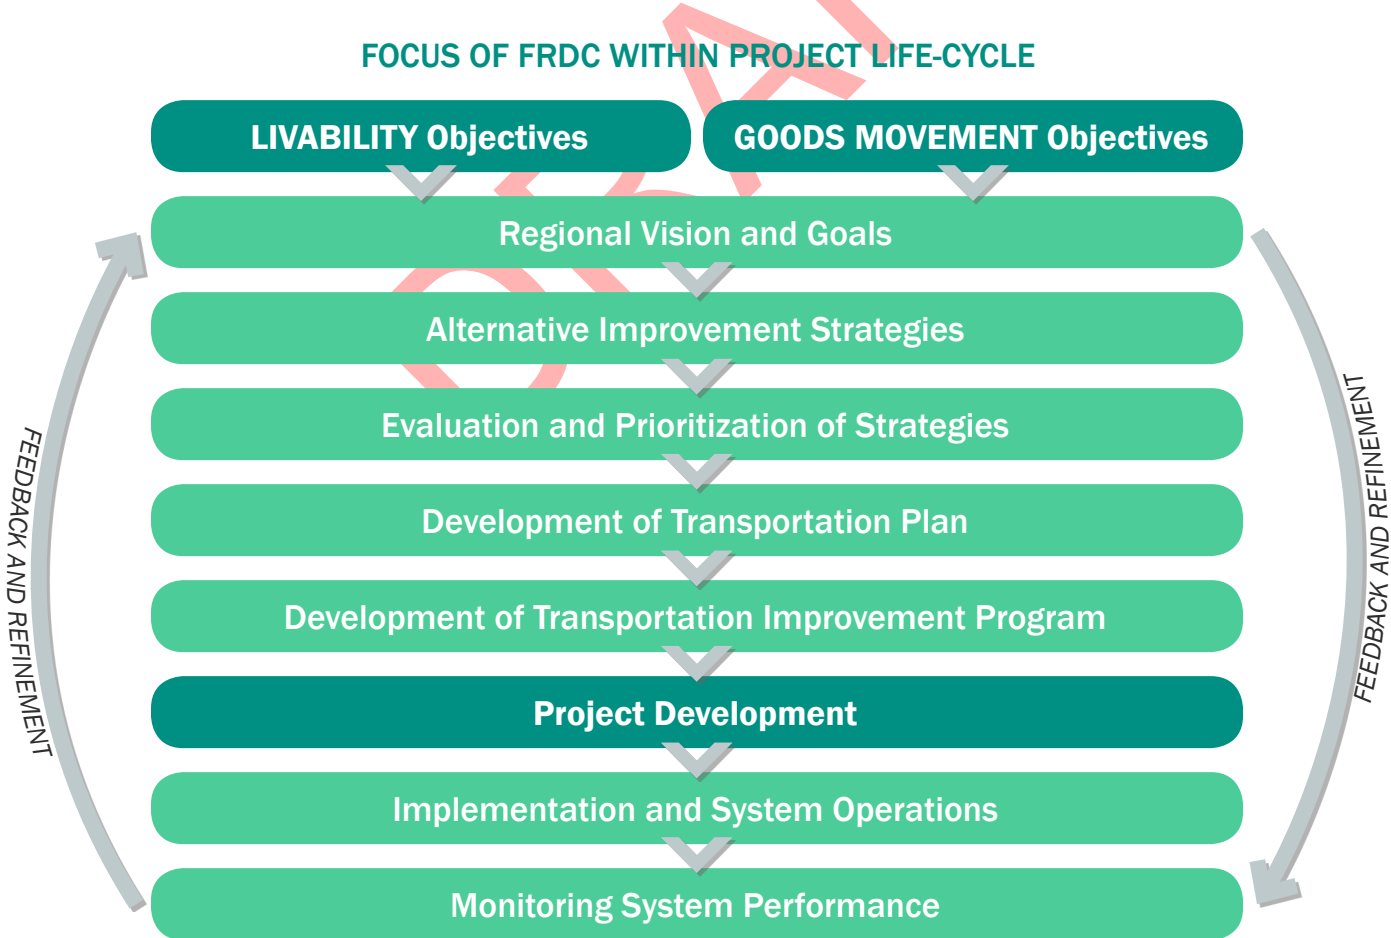 FOCUS OF FRDC WITHIN PROJECT LIFE-CYCLE
LIVABILITY Objectives
GOODS MOVEMENT Objectives
Regional Vision and Goals
Alternative Improvement Strategies
Evaluation and Prioritization of Strategies
Development of Transportation Plan
Development of Transportation Improvement Program
Project Development
Implementation and System Operations
Monitoring System Performance
FEEDBACK AND REFINEMENT
FEEDBACK AND REFINEMENT